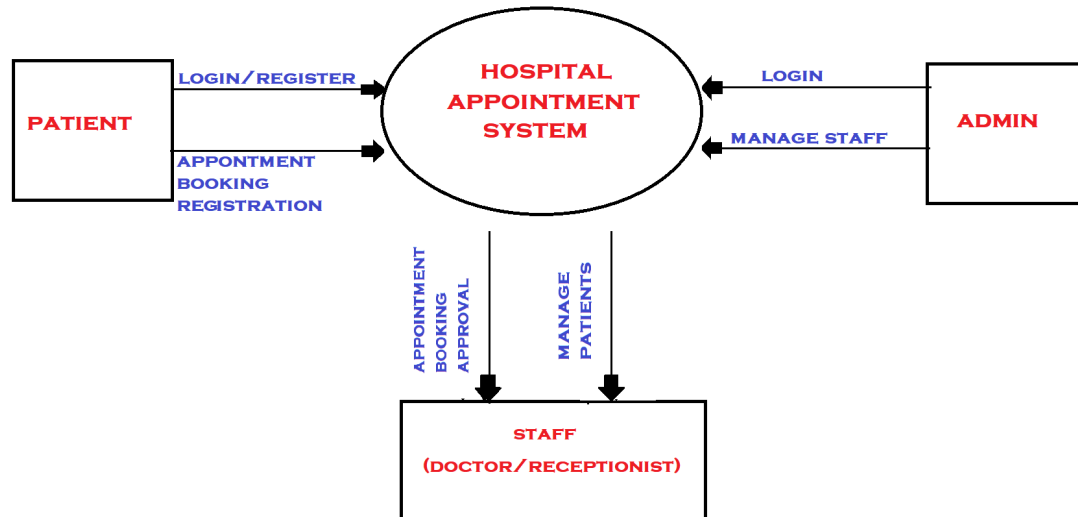 HOSPITAL
APPOINTMENT
SYSTEM
LOGIN/REGISTER
PATIENT
APPONTMENT
BOOKING
REGISTRATION
LOGIN
ADMIN
MANAGE STAFF
APPOINTMENT
BOOKING
APPROVAL
MANAGE
PATIENTS
STAFF
(DOCTOR/RECEPTIONIST)